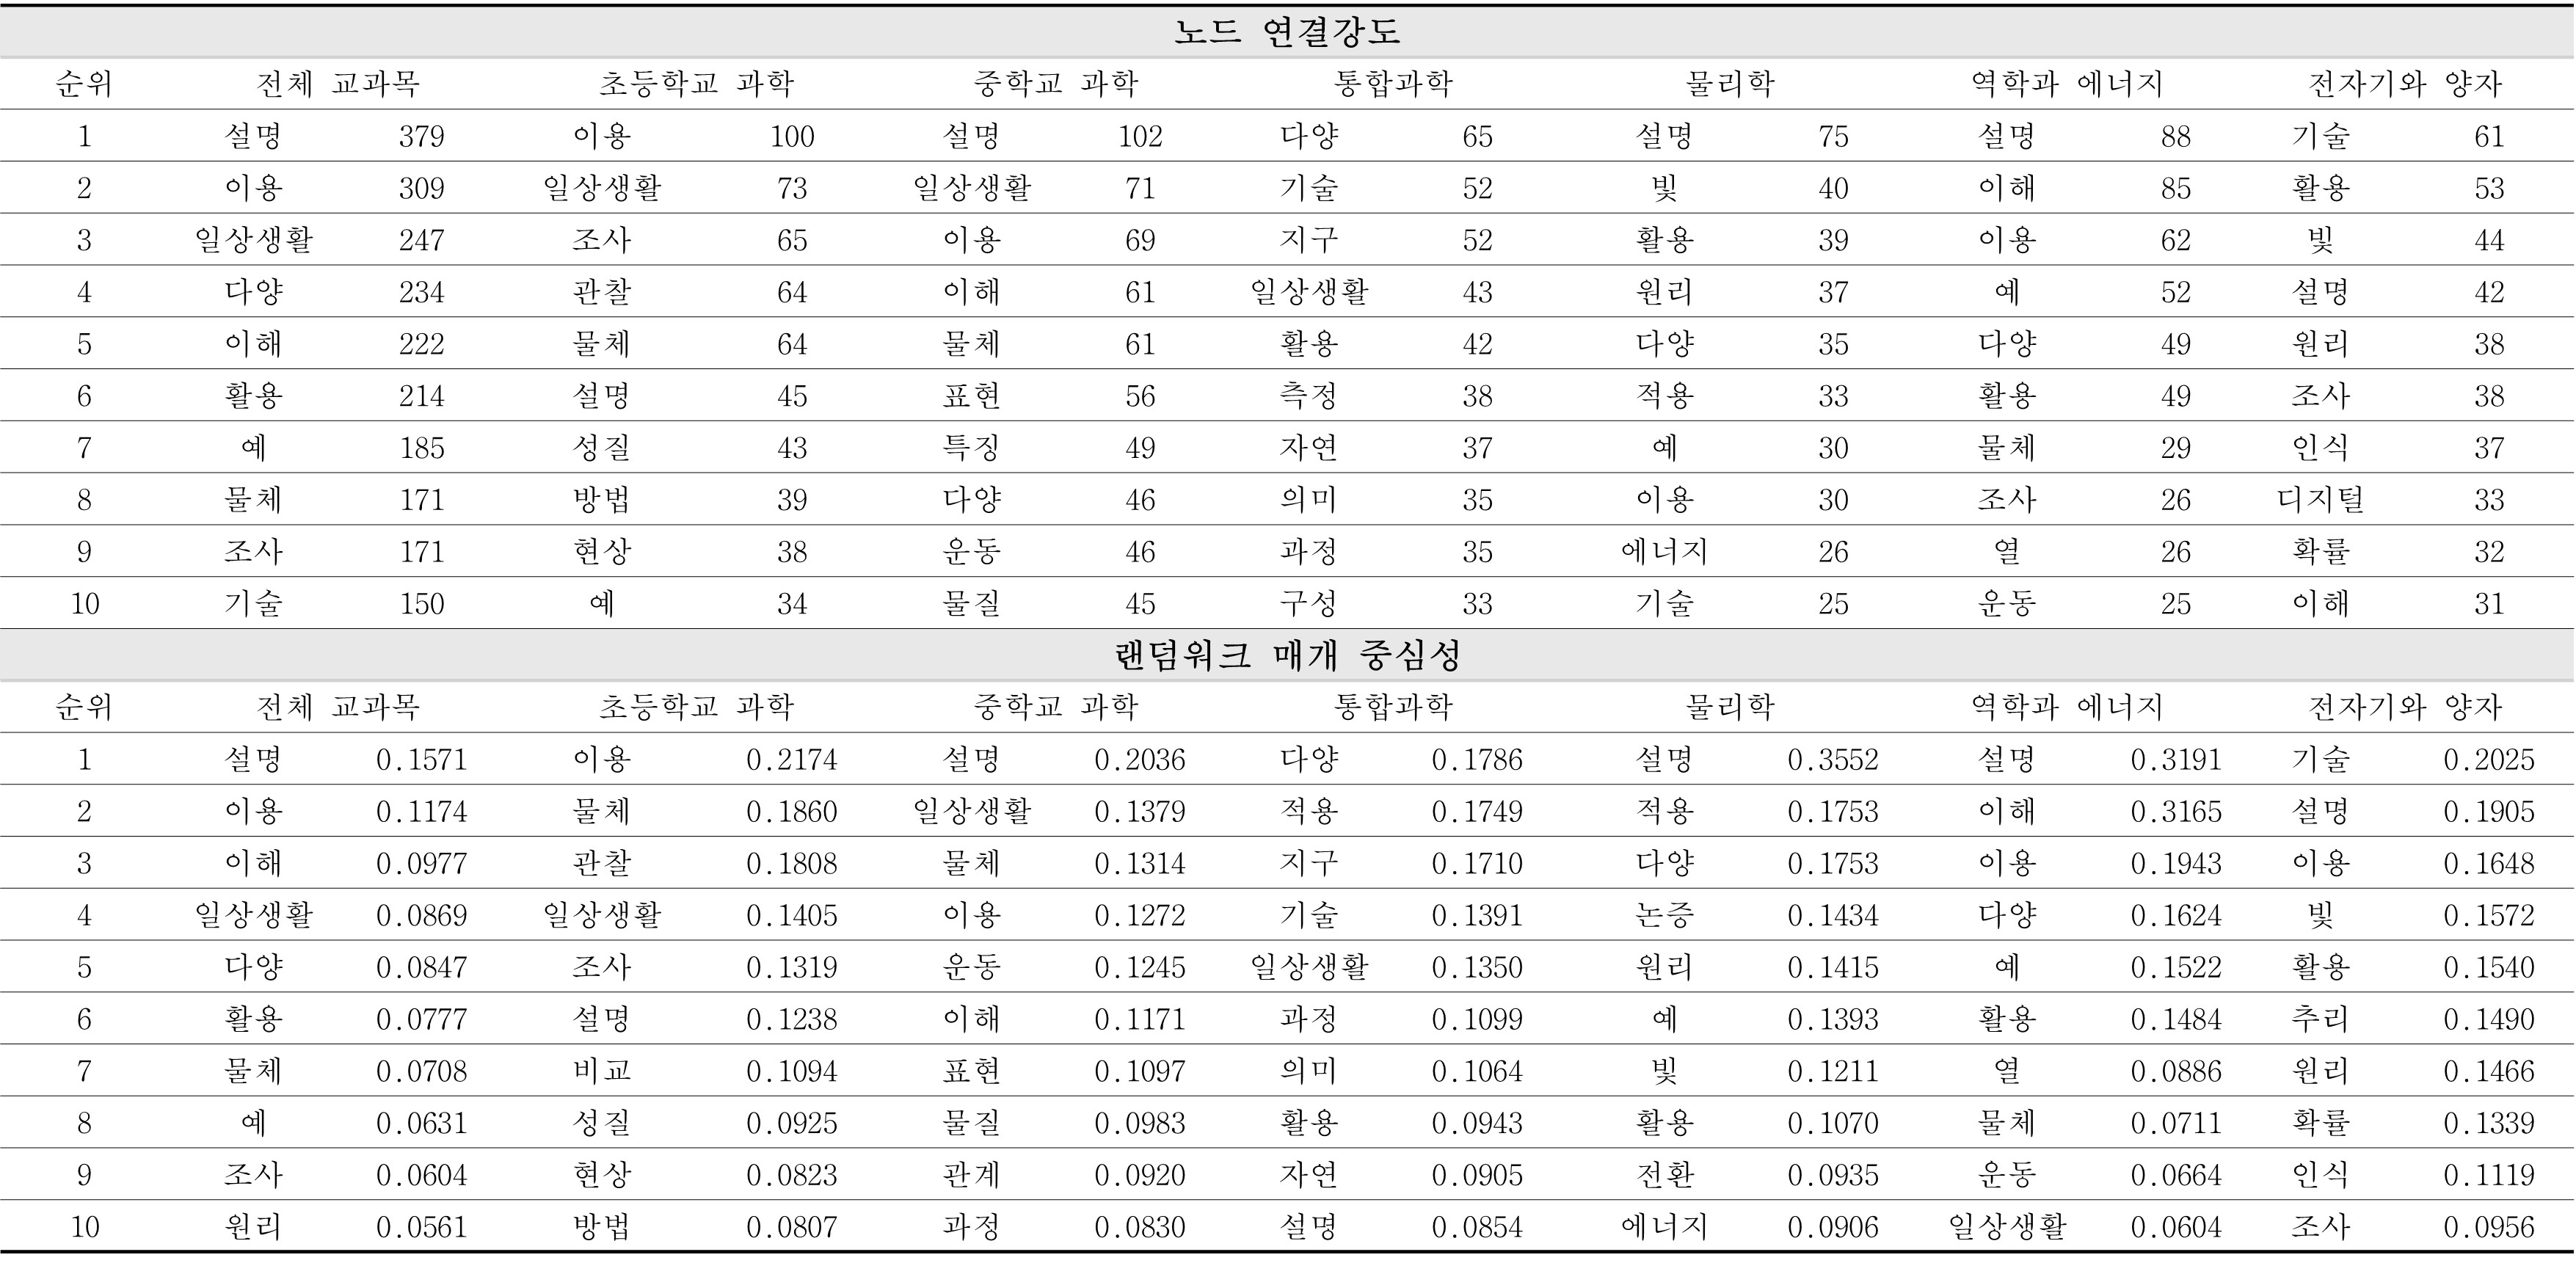 노드 연결강도
순위 전체 교과목 초등학교 과학 중학교 과학 통합과학 물리학 역학과 에너지 전자기와 양자
1 설명 379 이용 100 설명 102 다양 65 설명 75 설명 88 기술 61
2 이용 309 일상생활 73 일상생활 71 기술 52 빛 40 이해 85 활용 53
3 일상생활 247 조사 65 이용 69 지구 52 활용 39 이용 62 빛 44
4 다양 234 관찰 64 이해 61 일상생활 43 원리 37 예 52 설명 42
5 이해 222 물체 64 물체 61 활용 42 다양 35 다양 49 원리 38
6 활용 214 설명 45 표현 56 측정 38 적용 33 활용 49 조사 38
7 예 185 성질 43 특징 49 자연 37 예 30 물체 29 인식 37
8 물체 171 방법 39 다양 46 의미 35 이용 30 조사 26 디지털 33
9 조사 171 현상 38 운동 46 과정 35 에너지 26 열 26 확률 32
10 기술 150 예 34 물질 45 구성 33 기술 25 운동 25 이해 31
랜덤워크 매개 중심성
순위 전체 교과목 초등학교 과학 중학교 과학 통합과학 물리학 역학과 에너지 전자기와 양자
1 설명 0.1571 이용 0.2174 설명 0.2036 다양 0.1786 설명 0.3552 설명 0.3191 기술 0.2025
2 이용 0.1174 물체 0.1860 일상생활 0.1379 적용 0.1749 적용 0.1753 이해 0.3165 설명 0.1905
3 이해 0.0977 관찰 0.1808 물체 0.1314 지구 0.1710 다양 0.1753 이용 0.1943 이용 0.1648
4 일상생활 0.0869 일상생활 0.1405 이용 0.1272 기술 0.1391 논증 0.1434 다양 0.1624 빛 0.1572
5 다양 0.0847 조사 0.1319 운동 0.1245 일상생활 0.1350 원리 0.1415 예 0.1522 활용 0.1540
6 활용 0.0777 설명 0.1238 이해 0.1171 과정 0.1099 예 0.1393 활용 0.1484 추리 0.1490
7 물체 0.0708 비교 0.1094 표현 0.1097 의미 0.1064 빛 0.1211 열 0.0886 원리 0.1466
8 예 0.0631 성질 0.0925 물질 0.0983 활용 0.0943 활용 0.1070 물체 0.0711 확률 0.1339
9 조사 0.0604 현상 0.0823 관계 0.0920 자연 0.0905 전환 0.0935 운동 0.0664 인식 0.1119
10 원리 0.0561 방법 0.0807 과정 0.0830 설명 0.0854 에너지 0.0906 일상생활 0.0604 조사 0.0956